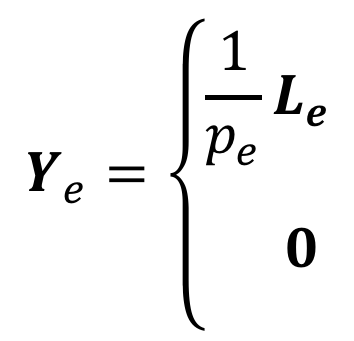 Y_e = { 1/p_e L_e
0